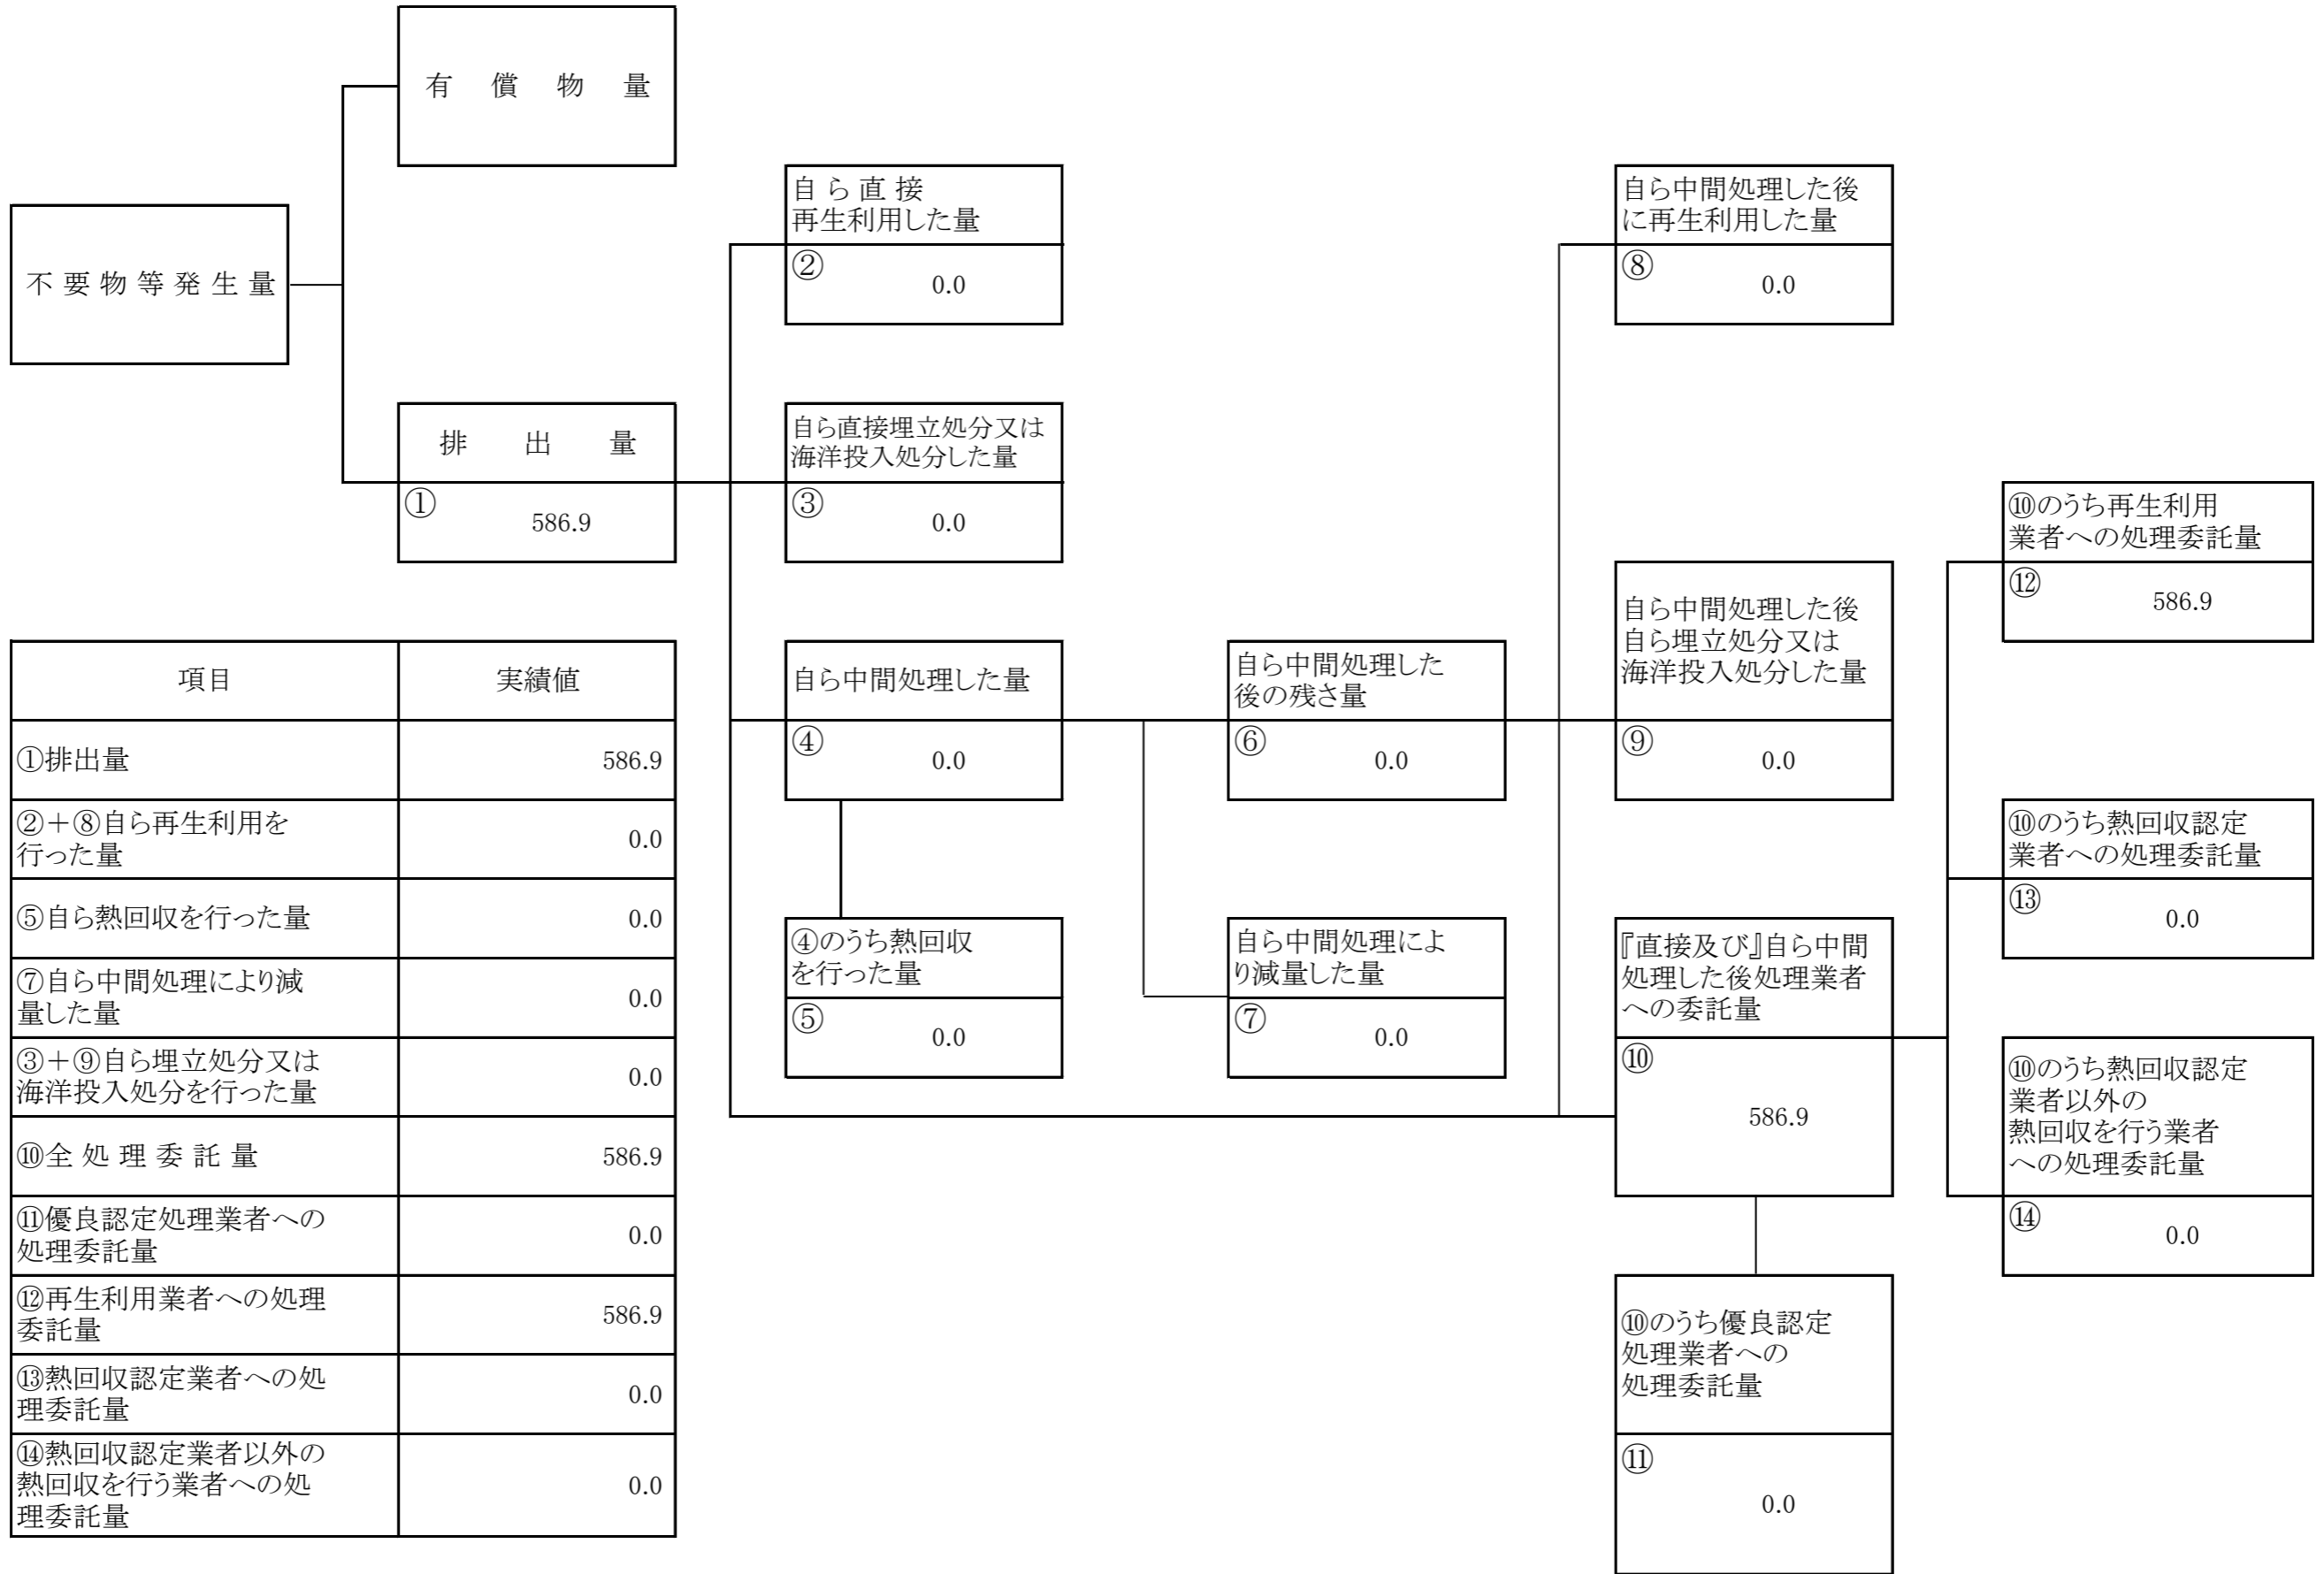 有償物量
不要物等発生量
排出量
①
586.9
自ら直接
再生利用した量
②
0.0
自ら直接埋立処分又は
海洋投入処分した量
③
0.0
自ら中間処理した量
④
0.0
④のうち熱回収
を行った量
⑤
0.0
自ら中間処理した
後の残さ量
⑥
0.0
自ら中間処理によ
り減量した量
⑦
0.0
自ら中間処理した後
に再生利用した量
⑧
0.0
自ら中間処理した後
自ら埋立処分又は
海洋投入処分した量
⑨
0.0
『直接及び』自ら中間
処理した後処理業者
への委託量
⑩
586.9
⑩のうち優良認定
処理業者への
処理委託量
⑪
0.0
⑩のうち再生利用
業者への処理委託量
⑫
586.9
⑩のうち熱回収認定
業者への処理委託量
⑬
0.0
⑩のうち熱回収認定
業者以外の
熱回収を行う業者
への処理委託量
⑭
0.0
項目 実績値
①排出量 586.9
②＋⑧自ら再生利用を
行った量 0.0
⑤自ら熱回収を行った量 0.0
⑦自ら中間処理により減
量した量 0.0
③＋⑨自ら埋立処分又は
海洋投入処分を行った量 0.0
⑩全処理委託量 586.9
⑪優良認定処理業者への
処理委託量 0.0
⑫再生利用業者への処理
委託量 586.9
⑬熱回収認定業者への処
理委託量 0.0
⑭熱回収認定業者以外の
熱回収を行う業者への処
理委託量 0.0